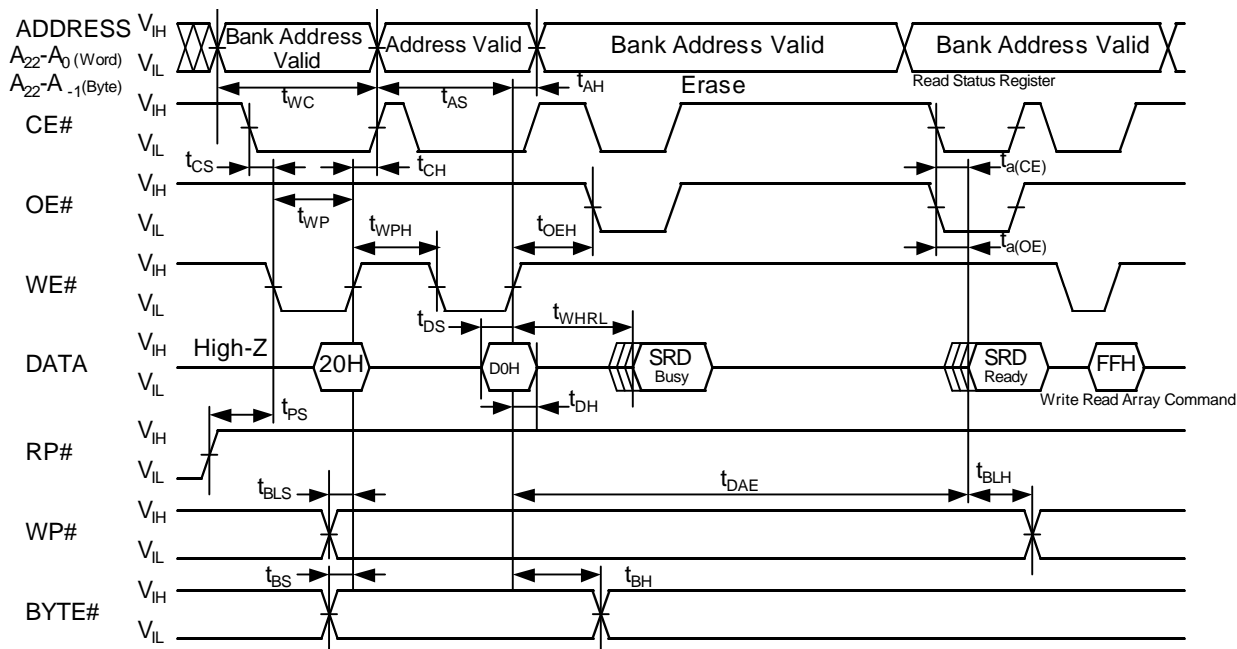 ADDRESS
A22-A0 (Word)
A22-A-1(Byte)
VIH
VIL
Bank Address Valid
Address Valid
Bank Address Valid
Bank Address Valid
tWC
tAS
tAH
Erase
Read Status Register
CE#
VIH
VIL
tCS
tCH
ta(CE)
OE#
VIH
VIL
tWP
tWPH
tOEH
ta(OE)
WE#
VIH
VIL
tDS
tWHRL
DATA
VIH
VIL
High-Z
20H
D0H
SRD
Busy
SRD
Ready
FFH
Write Read Array Command
tPS
tDH
RP#
VIH
VIL
tBLS
tDAE
tBLH
WP#
VIH
VIL
tBS
tBH
BYTE#
VIH
VIL